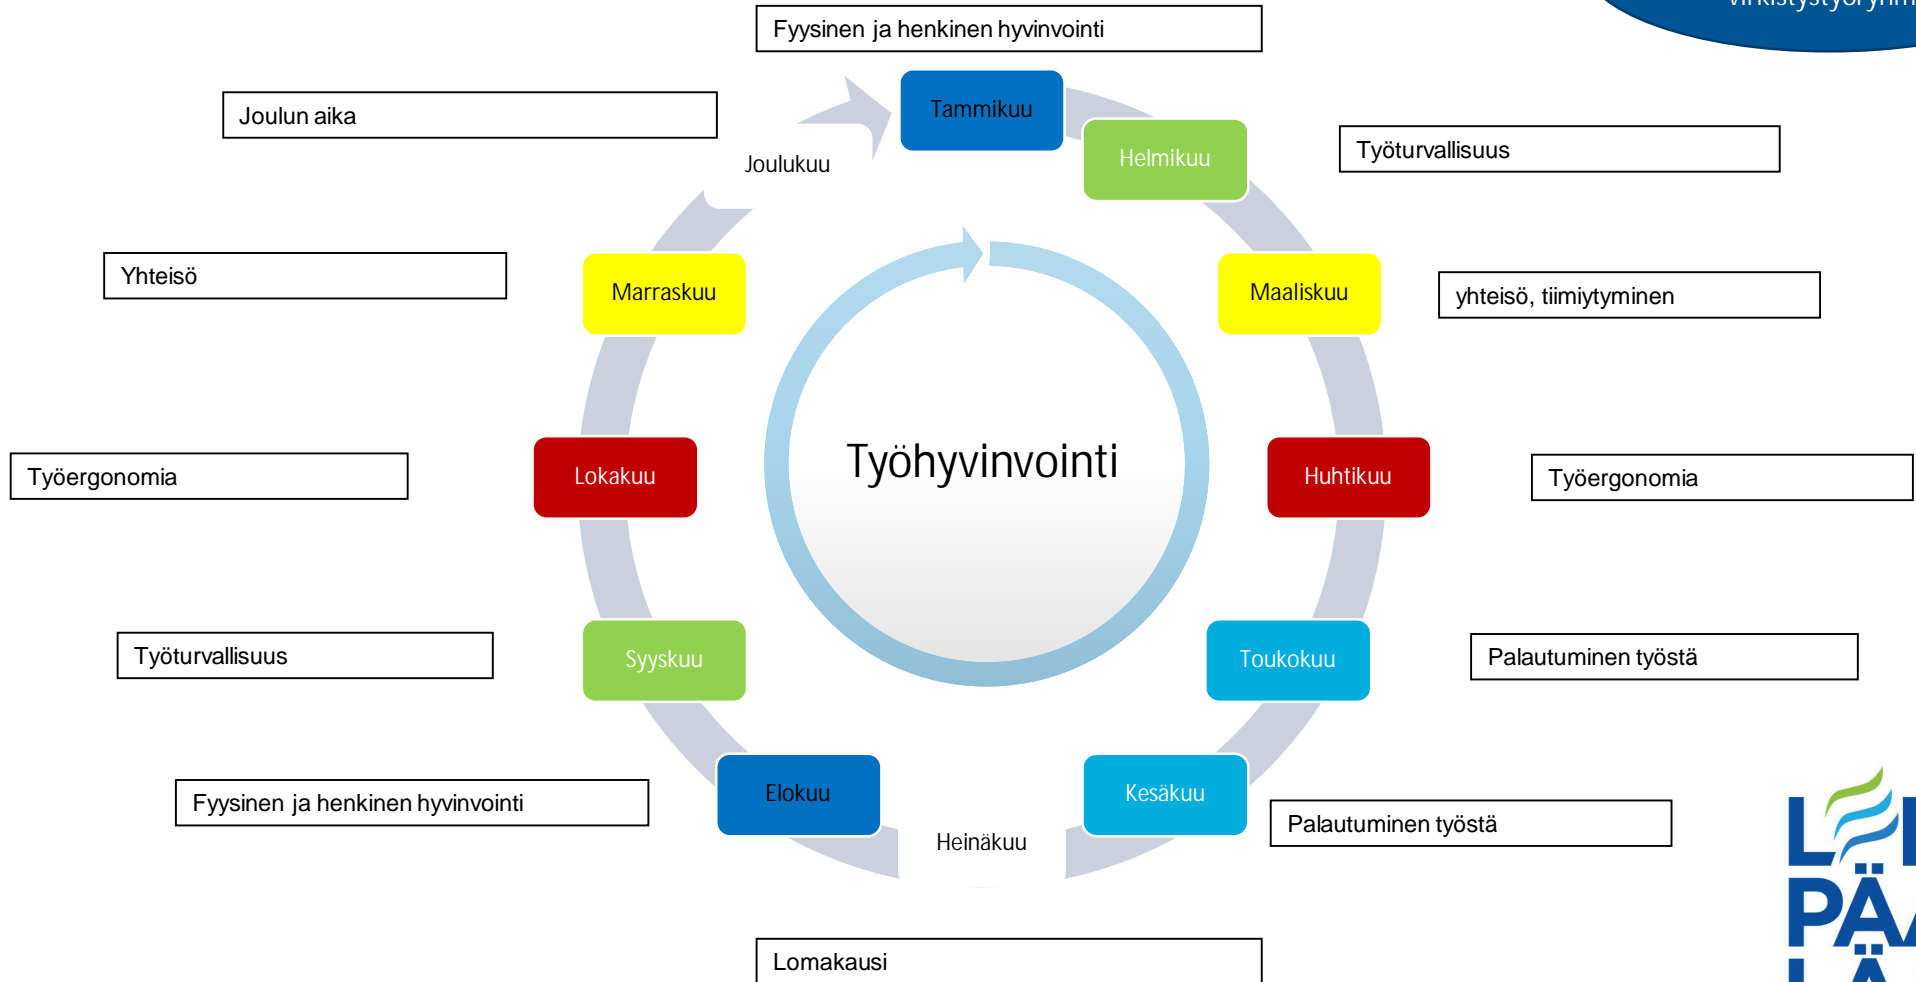 Fyysinen ja henkinen hyvinvointi
Joulun aika
Tammikuu
Joulukuu
Helmikuu
Työturvallisuus
Yhteisö
Marraskuu
Maaliskuu
yhteisö, tiimiytyminen
Työergonomia
Lokakuu
Työhyvinvointi
Huhtikuu
Työergonomia
Työturvallisuus
Syyskuu
Toukokuu
Palautuminen työstä
Fyysinen ja henkinen hyvinvointi
Elokuu
Heinäkuu
Kesäkuu
Palautuminen työstä
Lomakausi